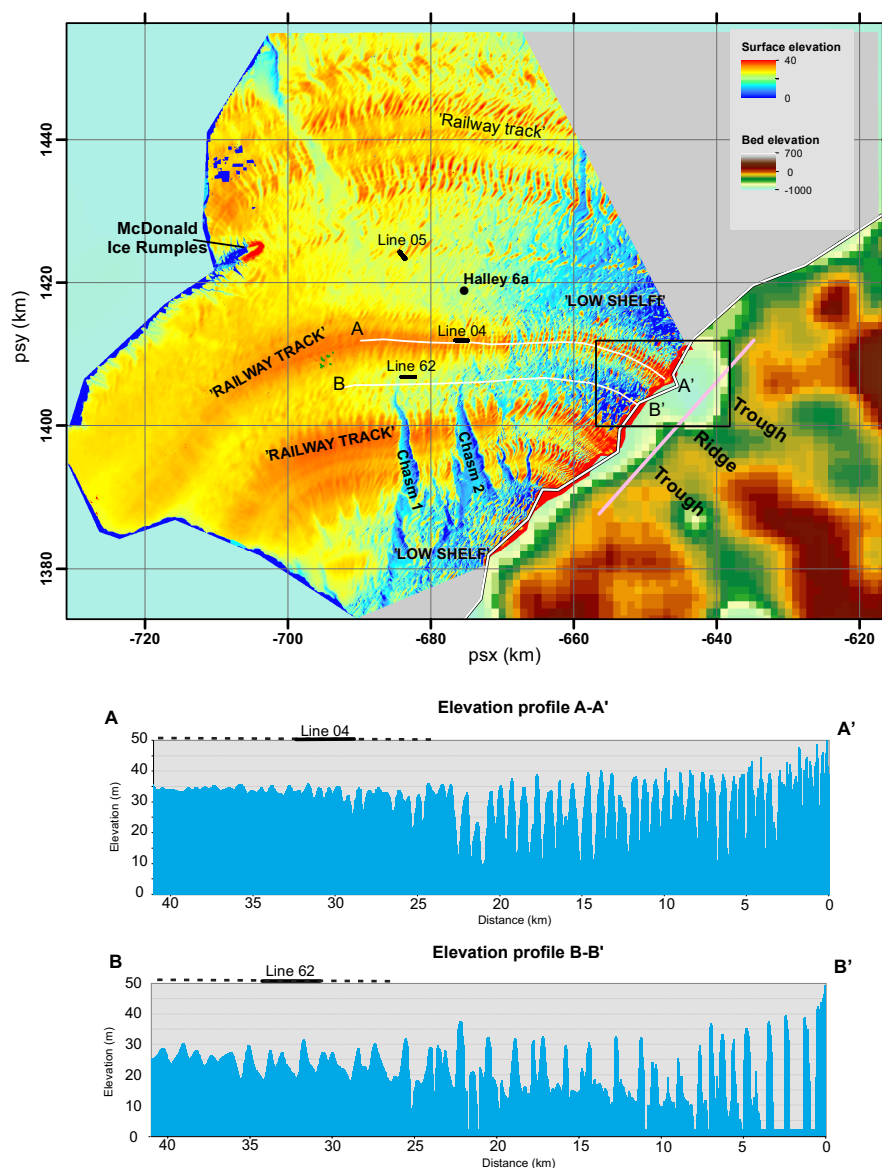 Surface elevation
40
0
Bed elevation
700
0
-1000
'Railway track'
McDonald
Ice Rumples
Line 05
Halley 6a
'LOW SHELFT'
A
Line 04
'RAILWAY TRACK'
Line 62
B
A'
B'
Trough
Ridge
Trough
'RAILWAY TRACK'
Chasm 1
Chasm 2
'LOW SHELF'
1440
1420
1400
1380
psy (km)
-720
-700
-680
-660
-640
-620
psx (km)
Elevation profile A-A'
A
A’
Line 04
50
40
30
20
10
0
Elevation (m)
40
35
30
25
20
15
10
5
0
Distance (km)
Elevation profile B-B'
B
B’
Line 62
50
40
30
20
10
0
Elevation (m)
40
35
30
25
20
15
10
5
0
Distance (km)